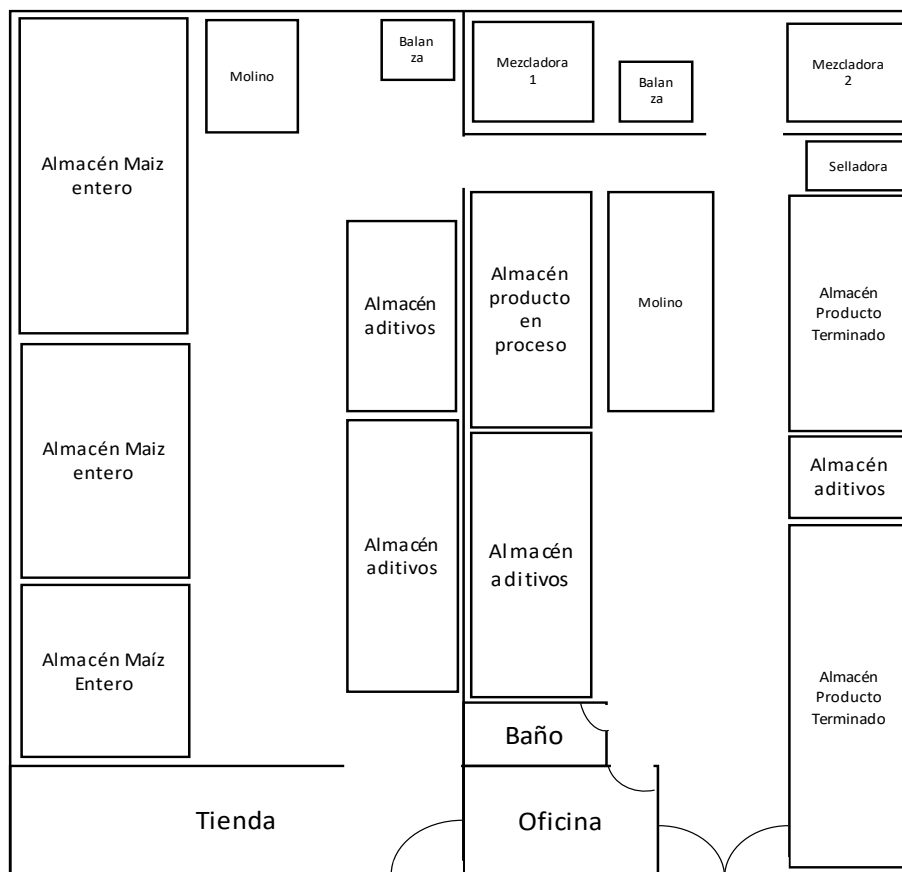 Balan
za
Molino
Mezcladora
1
Balan
za
Mezcladora
2
Almacén Maiz
entero
Selladora
Almacén
aditivos
Almacén
producto
en
proceso
Molino
Almacén
Producto
Terminado
Almacén Maiz
entero
Almacén
aditivos
Almacén
aditivos
Almacén
aditivos
Almacén Maíz
Entero
Almacén
Producto
Terminado
Baño
Tienda
Oficina